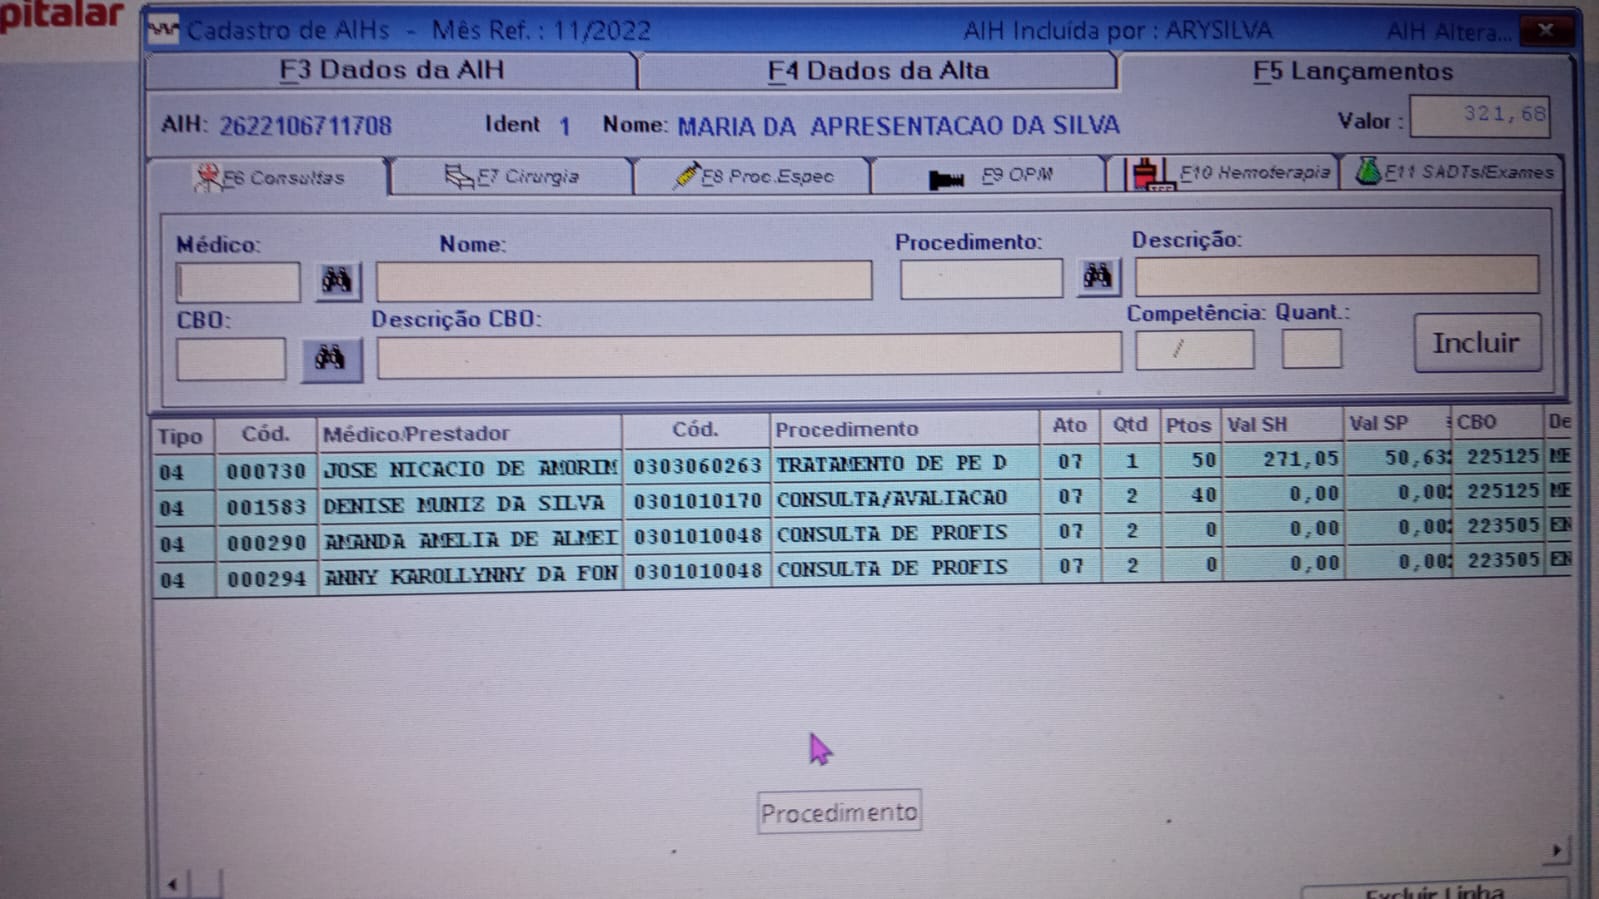 pitalar
Cadastro de AIHs - Mês Ref. : 11/2022 AIH Incluída por : ARYSILVA AIH Altera...
F3 Dados da AIH F4 Dados da Alta F5 Lançamentos
AIH: 2622106711708 Ident 1 Nome: MARIA DA APRESENTACAO DA SILVA Valor : 321,68
F6 Consultas F7 Cirurgia F8 Proc.Espec F9 OPM F10 Hemoterapia F11 SADTs/Exames
Médico: Nome: Procedimento: Descrição:
CBO: Descrição CBO: Competência: Quant.:
/ Incluir
Tipo Cód. Médico/Prestador Cód. Procedimento Ato Qtd Ptos Val SH Val SP CBO De
04 000730 JOSE NICACIO DE AMORIM 0303060263 TRATAMENTO DE PE D 07 1 50 271,05 50,63 225125 ME
04 001583 DENISE MUNIZ DA SILVA 0301010170 CONSULTA/AVALIACAO 07 2 40 0,00 0,00 225125 ME
04 000290 AMANDA AMELIA DE ALMEI 0301010048 CONSULTA DE PROFIS 07 2 0 0,00 0,00 223505 EN
04 000294 ANNY KAROLLYNNY DA FON 0301010048 CONSULTA DE PROFIS 07 2 0 0,00 0,00 223505 EN
Procedimento
Excluir Linha